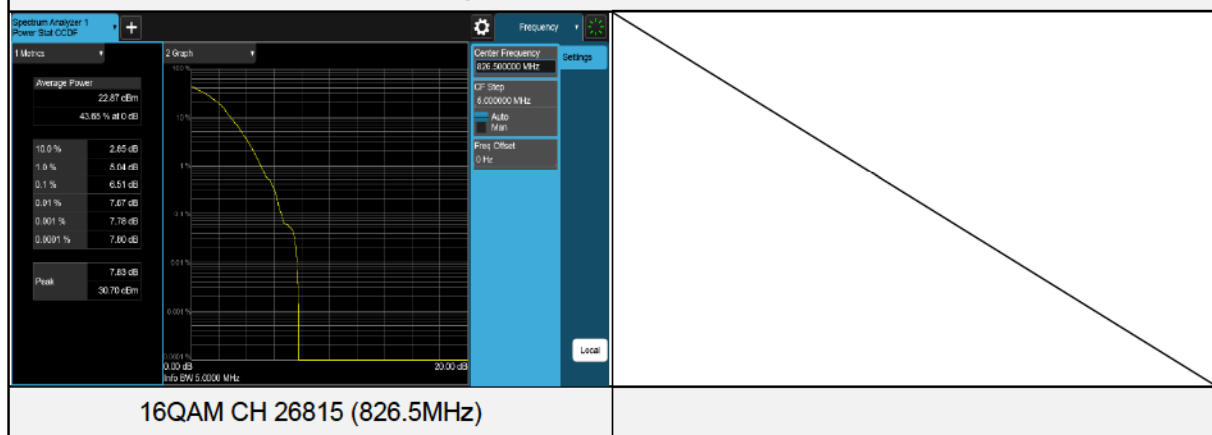 Spectrum Analyzer 1
Power Stat CCDF
+
Frequency
1 Metrics
2 Graph
Center Frequency
826.500000 MHz
Settings
CF Step
Auto
Man
Freq Offset
0 Hz
Average Power
22.87 dBm
43.65 % at 0 dB
10.0 % 2.85 dB
1.0 % 5.04 dB
0.1 % 6.51 dB
0.01 % 7.67 dB
0.001 % 7.78 dB
0.0001 % 7.80 dB
Peak
7.83 dB
30.70 dBm
100 %
10 %
1 %
0.1 %
0.01 %
0.001 %
0.0001 %
0.00 dB
20.00 dB
Info BW 5.0000 MHz
Local
16QAM CH 26815 (826.5MHz)